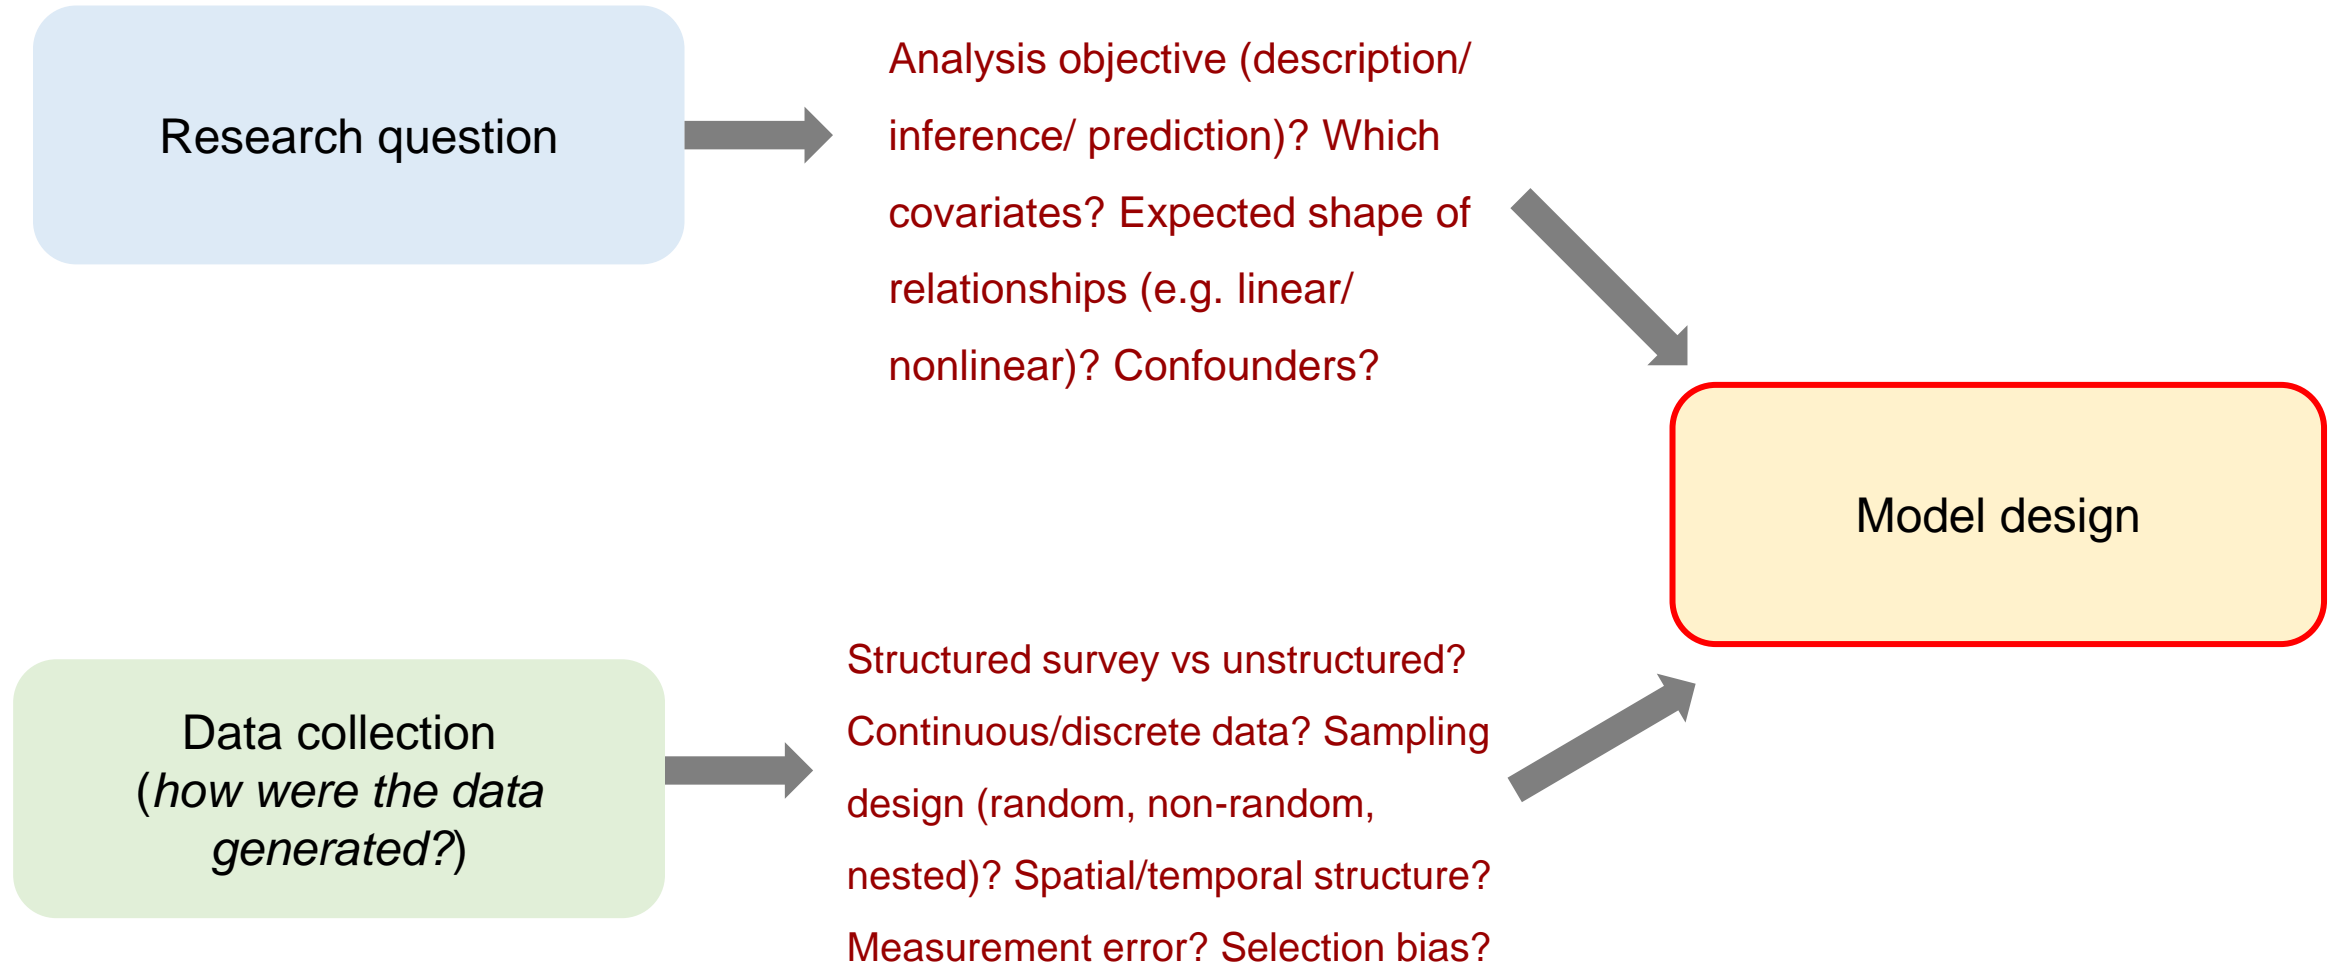 Research question
Analysis objective (description/
inference/ prediction)? Which
covariates? Expected shape of
relationships (e.g. linear/
nonlinear)? Confounders?
Model design
Data collection
(how were the data
generated?)
Structured survey vs unstructured?
Continuous/discrete data? Sampling
design (random, non-random,
nested)? Spatial/temporal structure?
Measurement error? Selection bias?